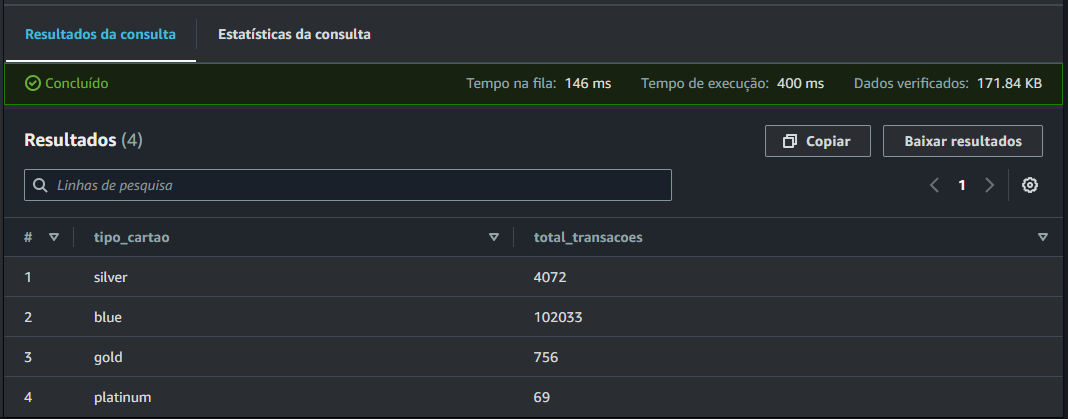 Resultados da consulta Estatísticas da consulta
Concluído Tempo na fila: 146 ms Tempo de execução: 400 ms Dados verificados: 171.84 KB
Resultados (4) Copiar Baixar resultados
Linhas de pesquisa 1
# tipo_cartao total_transacoes
1 silver 4072
2 blue 102033
3 gold 756
4 platinum 69